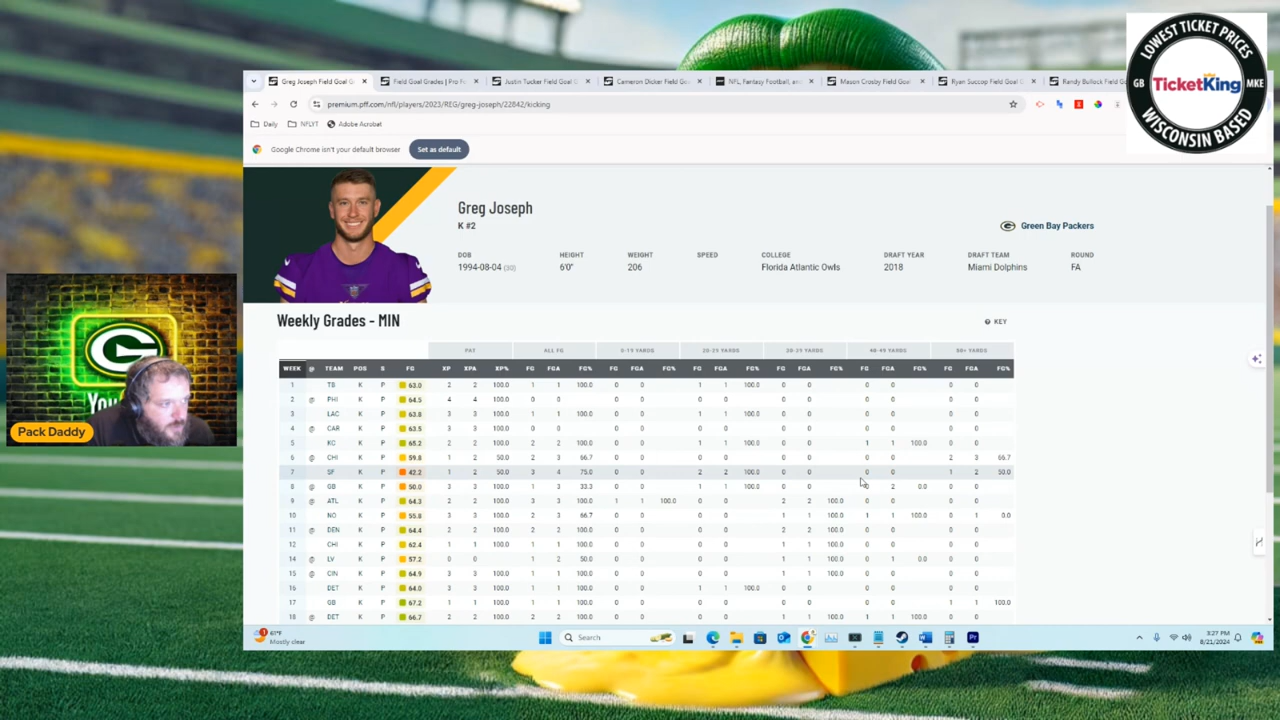 LOWEST TICKET PRICES
GB
TicketKing
MKE
WISCONSIN BASED
Greg Joseph Field Goal G
Field Goal Grades | Pro F
Justin Tucker Field Goal G
Cameron Dicker Field Go
NFL, Fantasy Football, an
Mason Crosby Field Goal
Ryan Succop Field Goal G
Randy Bullock Field G
premium.pff.com/nfl/players/2023/REG/greg-joseph/22842/kicking
Daily
NFLYT
Adobe Acrobat
Google Chrome isn't your default browser
Set as default
Greg Joseph
K #2
Green Bay Packers
DOB HEIGHT WEIGHT SPEED COLLEGE DRAFT YEAR DRAFT TEAM ROUND
1994-08-04 (30) 6'0" 206 Florida Atlantic Owls 2018 Miami Dolphins FA
Weekly Grades - MIN
KEY
PAT ALL FG 0-19 YARDS 20-29 YARDS 30-39 YARDS 40-49 YARDS 50+ YARDS
WEEK @ TEAM POS S FG XP XPA XP% FG FGA FG% FG FGA FG% FG FGA FG% FG FGA FG% FG FGA FG% FG FGA FG%
1 TB K P 63.0 2 2 100.0 1 1 100.0 0 0 1 1 100.0 0 0 0 0 0 0
2 @ PHI K P 64.5 4 4 100.0 0 0 0 0 0 0 0 0 0 0 0 0
3 LAC K P 63.8 3 3 100.0 1 1 100.0 0 0 1 1 100.0 0 0 0 0 0 0
4 @ CAR K P 63.5 3 3 100.0 0 0 0 0 0 0 0 0 0 0 0 0
5 KC K P 65.2 2 2 100.0 2 2 100.0 0 0 1 1 100.0 0 0 1 1 100.0 0 0
6 @ CHI K P 59.8 1 1 100.0 2 3 66.7 0 0 0 0 0 0 0 0 2 3 66.7
7 SF K P 42.2 1 2 50.0 3 4 75.0 0 0 2 2 100.0 0 0 0 0 1 2 50.0
8 @ GB K P 50.0 3 3 100.0 1 3 33.3 0 0 1 1 100.0 0 0 2 0.0 0 0
9 @ ATL K P 64.3 2 2 100.0 3 3 100.0 1 1 100.0 0 0 2 2 100.0 0 0 0 0
10 NO K P 55.8 3 3 100.0 2 3 66.7 0 0 0 0 1 1 100.0 1 1 100.0 0 1 0.0
11 @ DEN K P 64.4 2 2 100.0 2 2 100.0 0 0 0 0 2 2 100.0 0 0 0 0
12 CHI K P 62.4 1 1 100.0 1 1 100.0 0 0 0 0 1 1 100.0 0 0 0 0
14 @ LV K P 57.2 0 0 1 2 50.0 0 0 0 0 1 1 100.0 0 1 0.0 0 0
15 @ CIN K P 64.9 3 3 100.0 1 1 100.0 0 0 0 0 1 1 100.0 0 0 0 0
16 DET K P 64.0 3 3 100.0 1 1 100.0 0 0 1 1 100.0 0 0 0 0 0 0
17 GB K P 67.2 1 1 100.0 1 1 100.0 0 0 0 0 0 0 0 0 1 1 100.0
18 @ DET K P 66.7 2 2 100.0 2 2 100.0 0 0 0 0 1 1 100.0 1 1 100.0 0 0
G
You
Pack Daddy
61°F
Mostly clear
Search
3:27 PM
8/21/2024